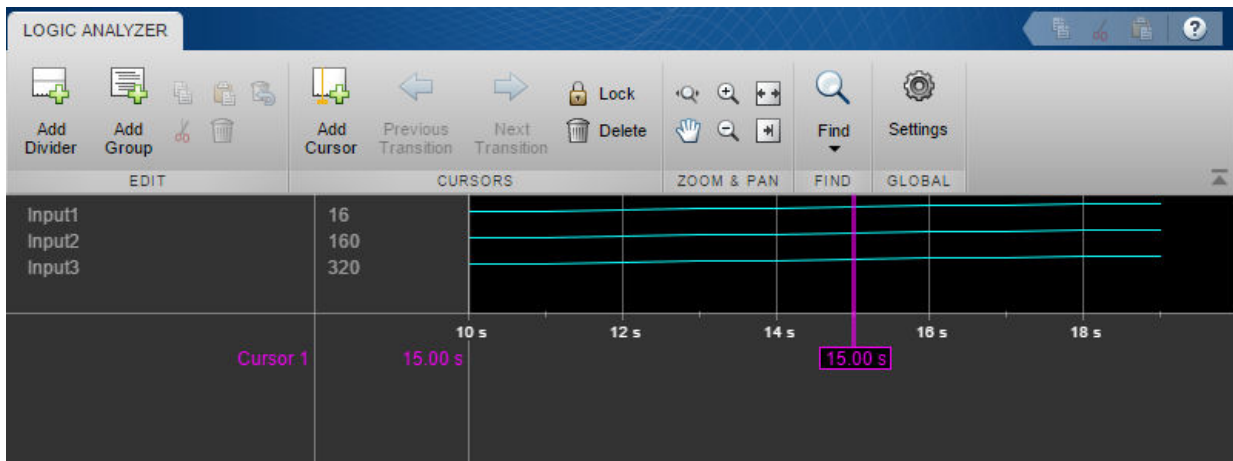 LOGIC ANALYZER
?
Add Divider
Add Group
Add Cursor
Previous Transition
Next Transition
Lock
Delete
Find
Settings
EDIT
CURSORS
ZOOM & PAN
FIND
GLOBAL
Input1 16
Input2 160
Input3 320
10 s 12 s 14 s 16 s 18 s
Cursor 1 15.00 s 15.00 s